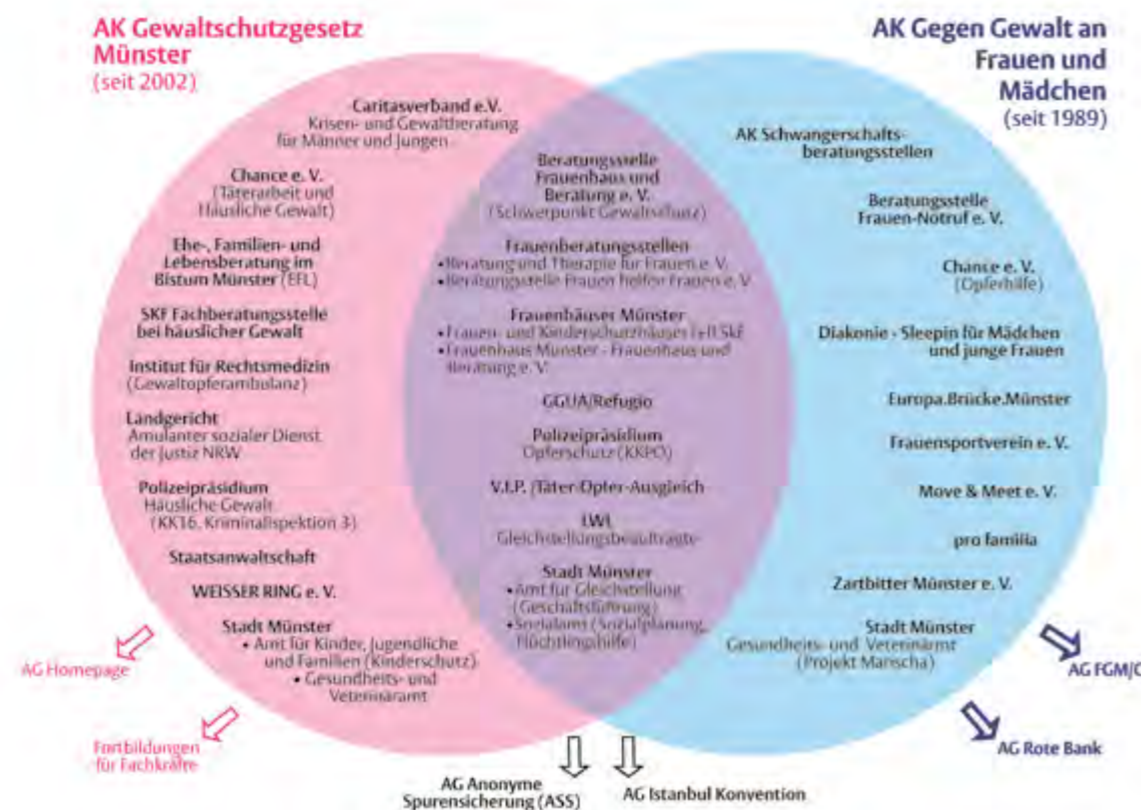 AK Gewaltschutzgesetz
Münster
(seit 2002)
AK Gegen Gewalt an
Frauen und
Mädchen
(seit 1989)
Caritasverband e.V.
Krisen- und Gewaltberatung
für Männer und Jungen
Chance e. V.
(Täterarbeit und
Häusliche Gewalt)
Ehe-, Familien- und
Lebensberatung im
Bistum Münster (EFL)
SKF Fachberatungsstelle
bei häuslicher Gewalt
Institut für Rechtsmedizin
(Gewaltopferambulanz)
Landgericht
Ambulanter sozialer Dienst
der Justiz NRW
Polizeipräsidium
Häusliche Gewalt
(KK16, Kriminalispektion 3)
Staatsanwaltschaft
WEISSER RING e. V.
Stadt Münster
• Amt für Kinder, Jugendliche
und Familien (Kinderschutz)
• Gesundheits- und
Veterinäramt
Beratungsstelle
Frauenhaus und
Beratung e. V.
(Schwerpunkt Gewaltschutz)
Frauenberatungsstellen
• Beratung und Therapie für Frauen e. V.
• Beratungsstelle Frauen helfen Frauen e. V.
Frauenhäuser Münster
• Frauen- und Kinderschutzhäuser SkF
• Frauenhaus Münster - Frauenhaus und
Beratung e. V.
GGUA/Refugio
Polizeipräsidium
Opferschutz (KKPO)
V.I.P. /Täter-Opfer-Ausgleich
LWL
Gleichstellungsbeauftragte
Stadt Münster
• Amt für Gleichstellung
(Geschäftsführung)
• Sozialamt (Sozialplanung,
Flüchtlingshilfe)
AK Schwangerschafts-
beratungsstellen
Beratungsstelle
Frauen-Notruf e. V.
Chance e. V.
(Opferhilfe)
Diakonie - Sleepin für Mädchen
und junge Frauen
Europa.Brücke.Münster
Frauensportverein e. V.
Move & Meet e. V.
pro familia
Zartbitter Münster e. V.
Stadt Münster
Gesundheits- und Veterinäramt
(Projekt Marischa)
AG Homepage
Fortbildungen
für Fachkräfte
AG Anonyme
Spurensicherung (ASS)
AG Istanbul Konvention
AG FGM/C
AG Rote Bank